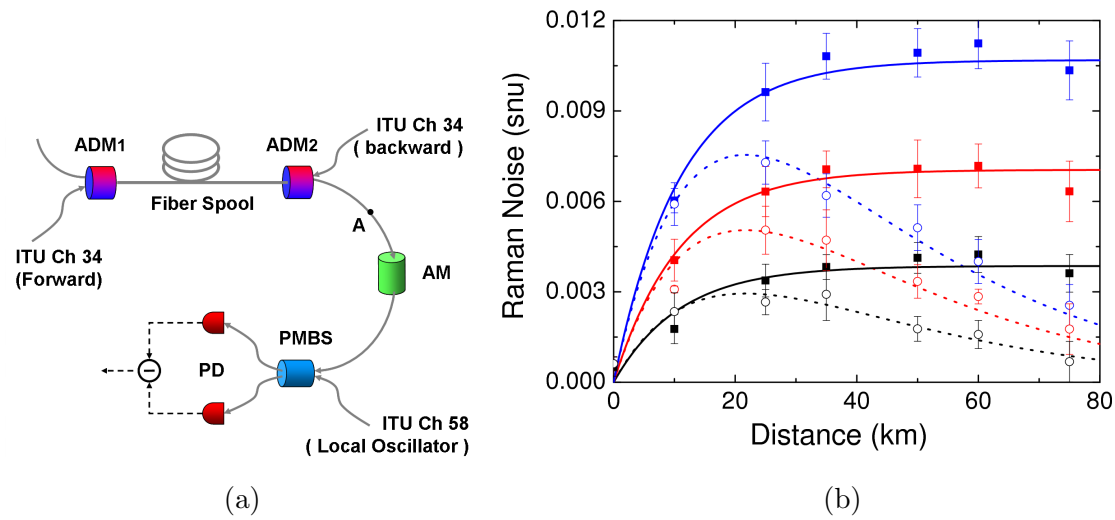 ADM1
ADM2
ITU Ch 34
( backward )
Fiber Spool
A
ITU Ch 34
(Forward)
AM
PMBS
PD
ITU Ch 58
( Local Oscillator )
(a)
Raman Noise (snu)
0.012
0.009
0.006
0.003
0.000
0 20 40 60 80
Distance (km)
(b)